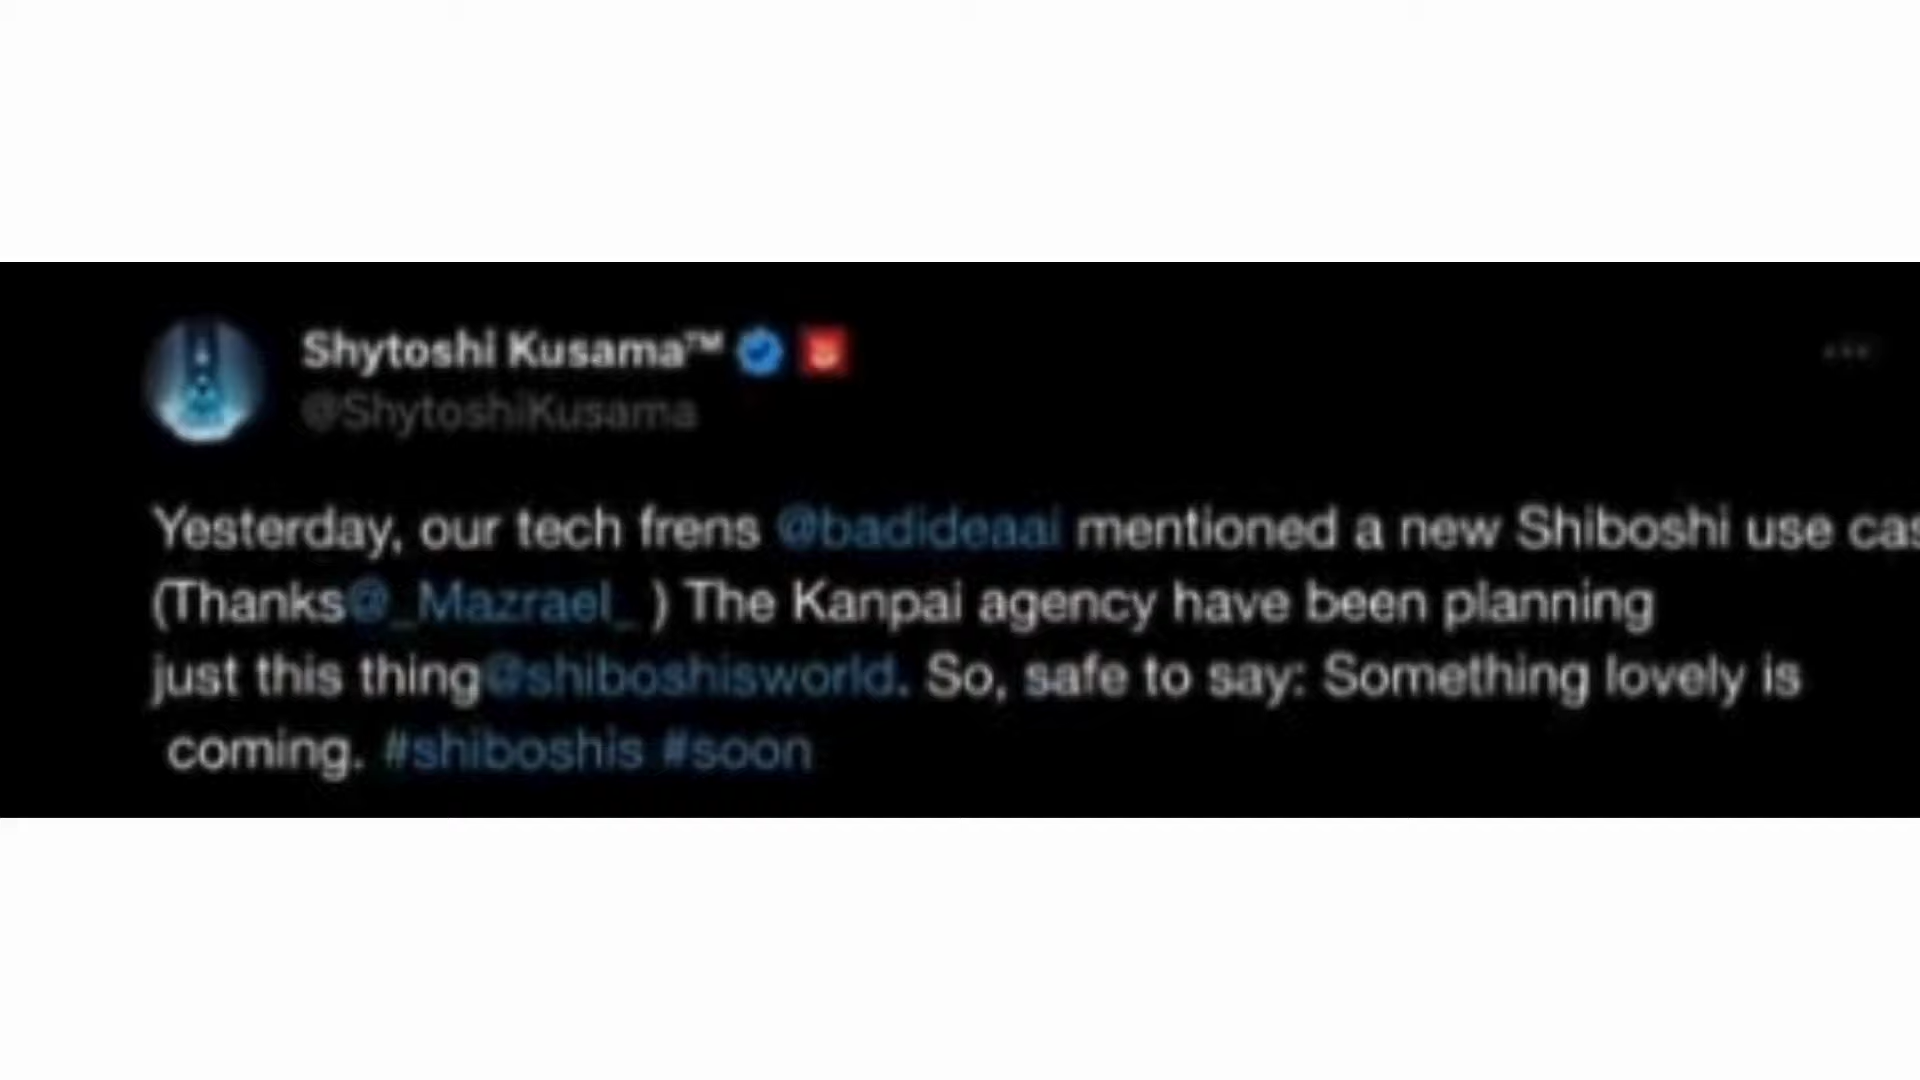 Shytoshi Kusama™
@ShytoshiKusama
Yesterday, our tech frens @badideaai mentioned a new Shiboshi use cas
(Thanks@_Mazrael_ ) The Kanpai agency have been planning
just this thing@shiboshisworld. So, safe to say: Something lovely is
coming. #shiboshis #soon